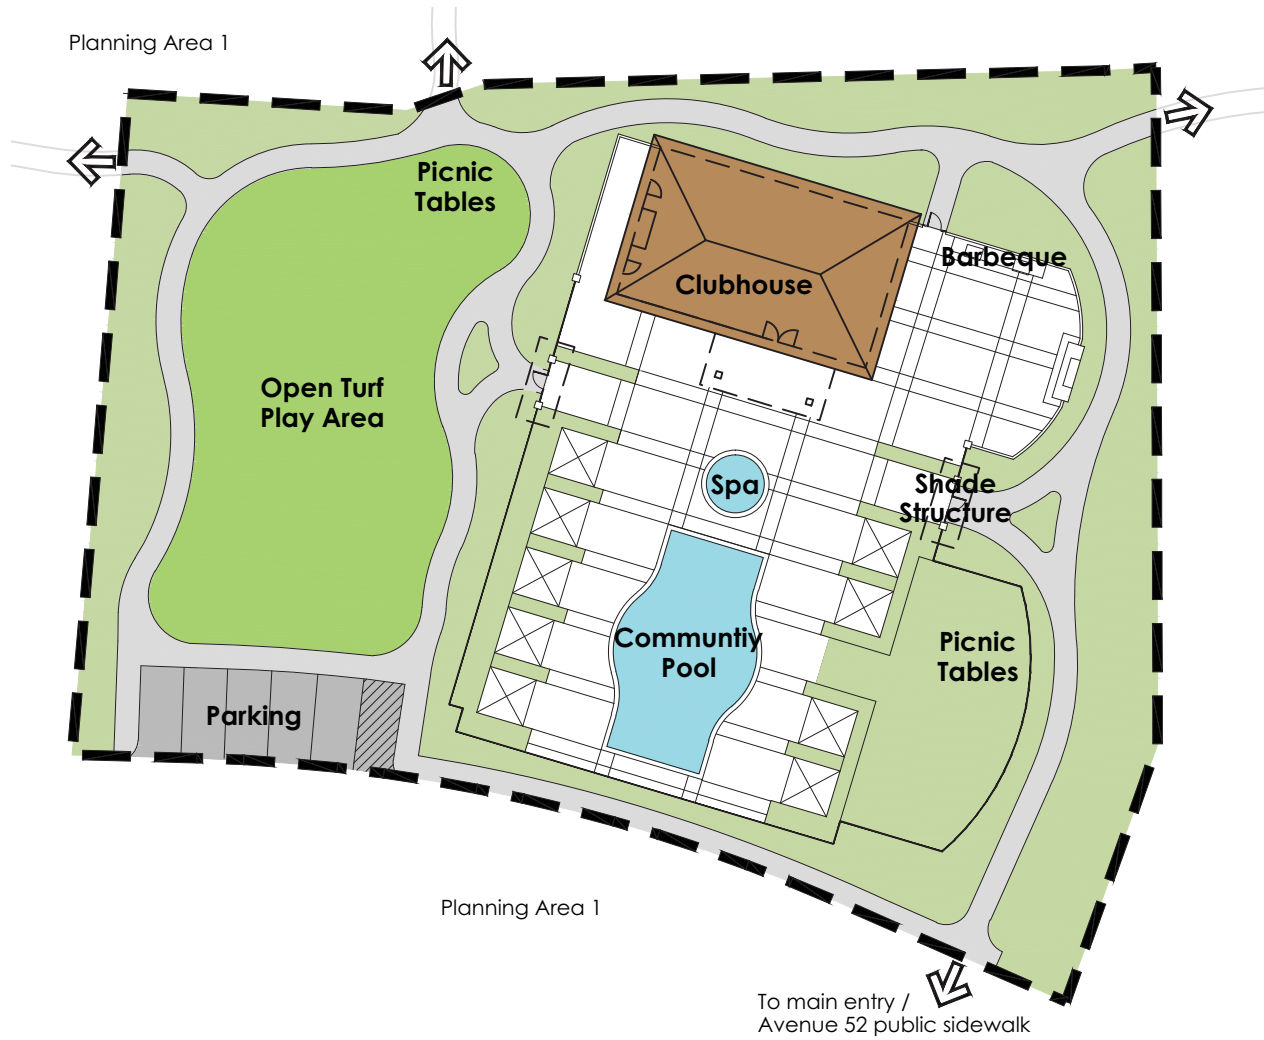 Planning Area 1
Picnic
Tables
Clubhouse
Barbeque
Open Turf
Play Area
Spa
Shade
Structure
Communtiy
Pool
Picnic
Tables
Parking
Planning Area 1
To main entry /
Avenue 52 public sidewalk